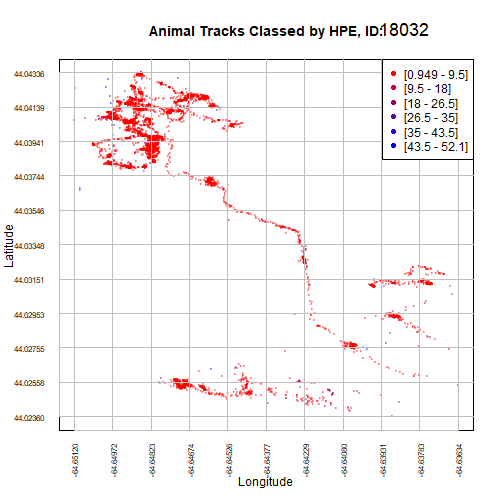 Animal Tracks Classed by HPE, ID:18032
[0.949 - 9.5]
[9.5 - 18]
[18 - 26.5]
[26.5 - 35]
[35 - 43.5]
[43.5 - 52.1]
Latitude
44.04336
44.04139
44.03941
44.03744
44.03546
44.03348
44.03151
44.02953
44.02755
44.02558
44.02360
-64.65120
-64.64972
-64.64823
-64.64674
-64.64526
-64.64377
-64.64229
-64.64080
-64.63931
-64.63783
-64.63634
Longitude